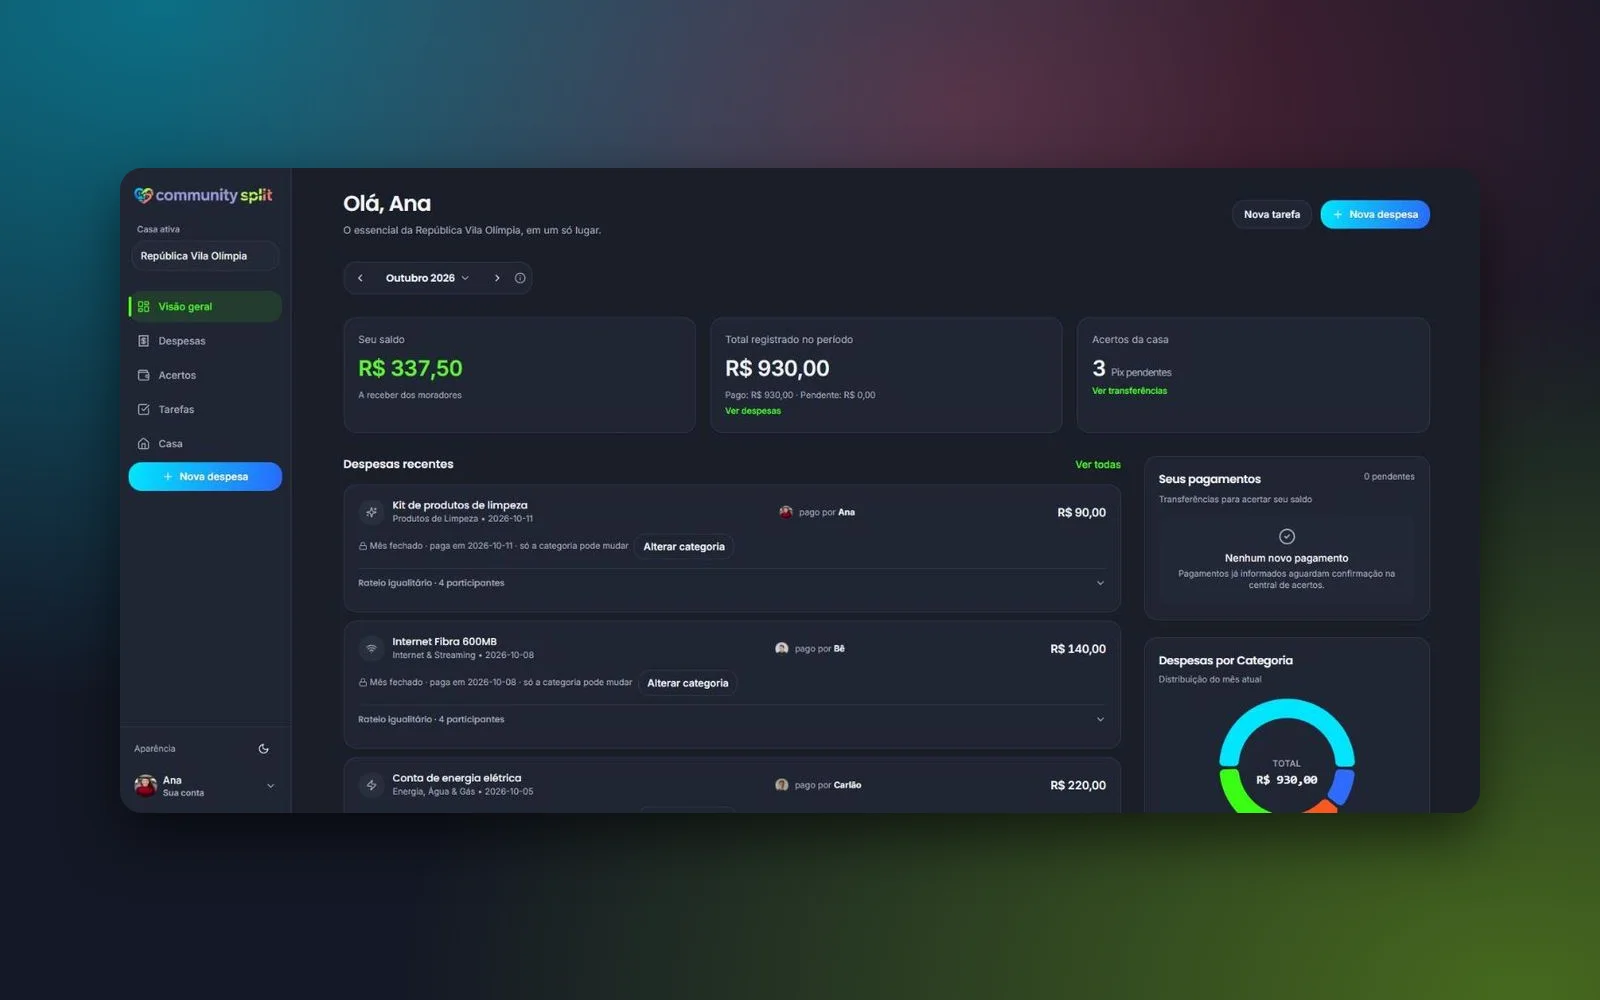 community split
Casa ativa
República Vila Olímpia
Visão geral
Despesas
Acertos
Tarefas
Casa
+ Nova despesa
Aparência
Ana
Sua conta
Olá, Ana
O essencial da República Vila Olímpia, em um só lugar.
Nova tarefa
+ Nova despesa
Outubro 2026
Seu saldo
R$ 337,50
A receber dos moradores
Total registrado no período
R$ 930,00
Pago: R$ 930,00 · Pendente: R$ 0,00
Ver despesas
Acertos da casa
3 Pix pendentes
Ver transferências
Despesas recentes
Ver todas
Kit de produtos de limpeza
Produtos de Limpeza • 2026-10-11
pago por Ana
R$ 90,00
Mês fechado · paga em 2026-10-11 · só a categoria pode mudar
Alterar categoria
Rateio igualitário · 4 participantes
Internet Fibra 600MB
Internet & Streaming • 2026-10-08
pago por Bê
R$ 140,00
Mês fechado · paga em 2026-10-08 · só a categoria pode mudar
Alterar categoria
Rateio igualitário · 4 participantes
Conta de energia elétrica
Energia, Água & Gás • 2026-10-05
pago por Carlão
R$ 220,00
Seus pagamentos
0 pendentes
Transferências para acertar seu saldo
Nenhum novo pagamento
Pagamentos já informados aguardam confirmação na
central de acertos.
Despesas por Categoria
Distribuição do mês atual
TOTAL
R$ 930,00